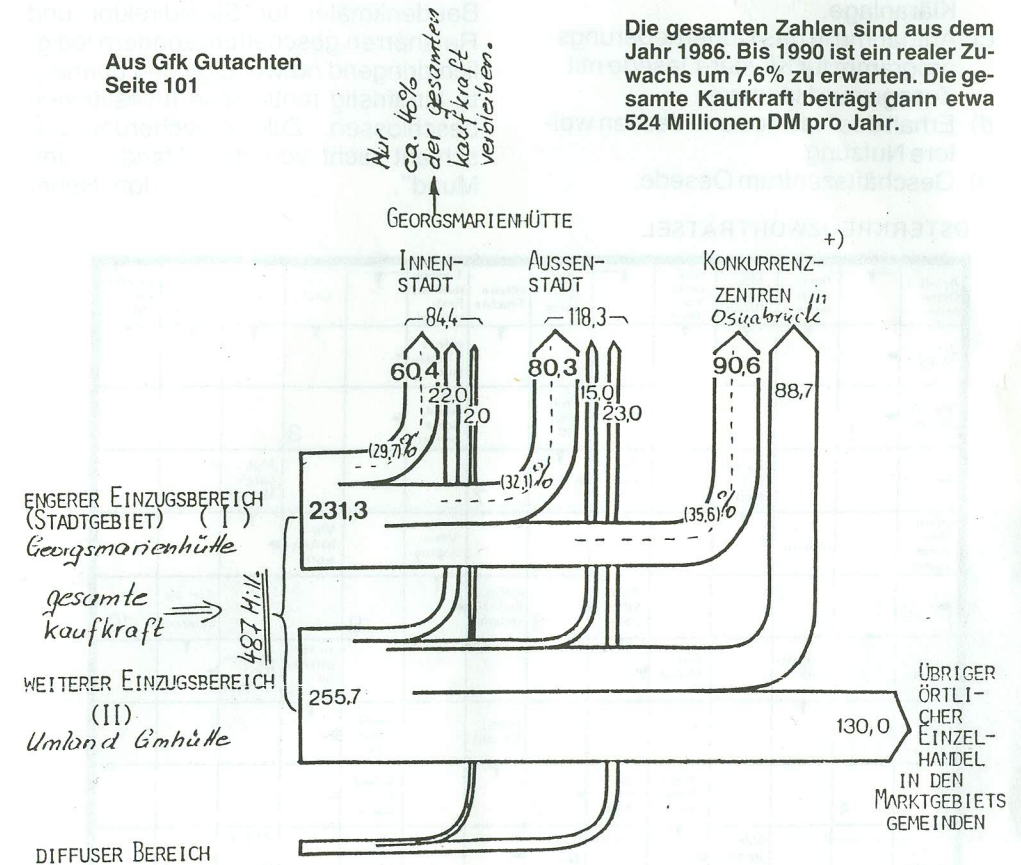 Aus Gfk Gutachten
Seite 101
Nur
ca. 40%
der gesamten
kaufkraft
verbleiben.
Die gesamten Zahlen sind aus dem
Jahr 1986. Bis 1990 ist ein realer Zu-
wachs um 7,6% zu erwarten. Die ge-
samte Kaufkraft beträgt dann etwa
524 Millionen DM pro Jahr.
GEORGSMARIENHÜTTE
INNEN-
STADT
84,4
AUSSEN-
STADT
118,3
+)
KONKURRENZ-
ZENTREN
Osnabrück
60,4
22,0
2,0
80,3
15,0
23,0
90,6
88,7
(29,7)%
(32,1)%
(35,6)%
ENGERER EINZUGSBEREICH
(STADTGEBIET) ( I )
Georgsmarienhütte
231,3
gesamte
kaufkraft
487 Mill.
WEITERER EINZUGSBEREICH
(II)
Umland Gmhütte
255,7
130,0
ÜBRIGER
ÖRTLI-
CHER
EINZEL-
HANDEL
IN DEN
MARKTGEBIETS
GEMEINDEN
DIFFUSER BEREICH